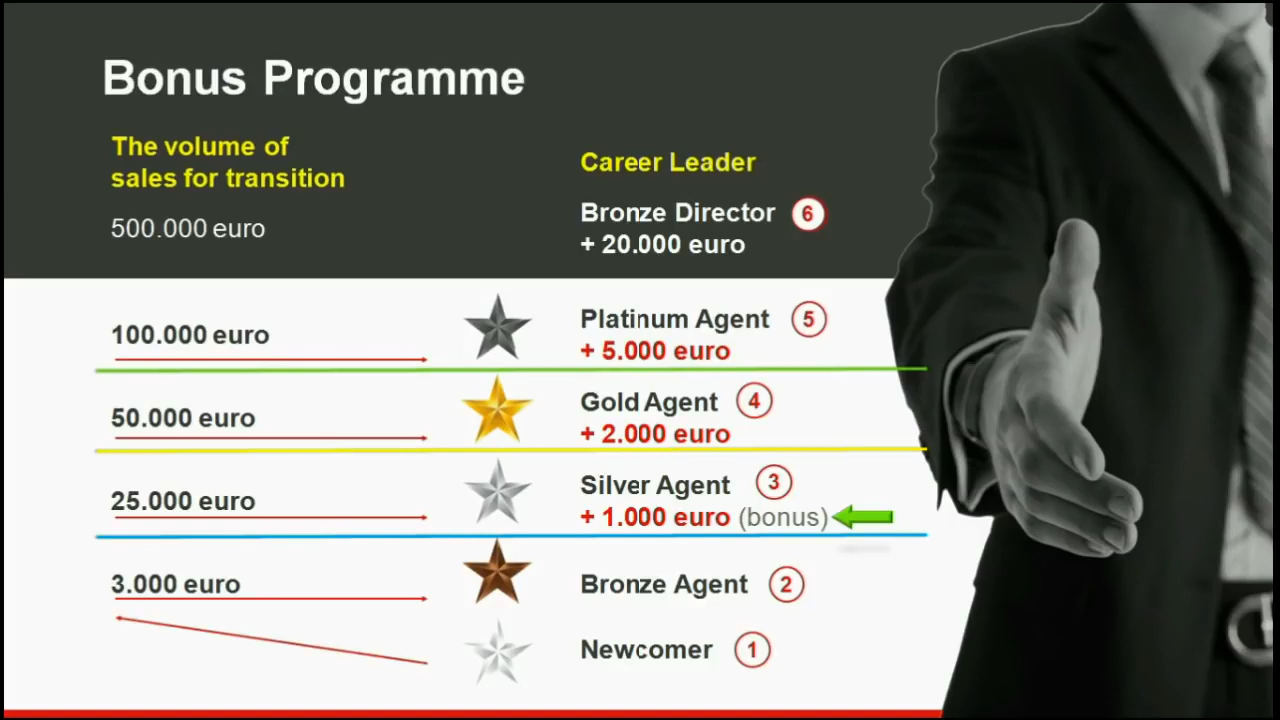 Bonus Programme
The volume of
sales for transition
Career Leader
500.000 euro
Bronze Director 6
+ 20.000 euro
100.000 euro
Platinum Agent 5
+ 5.000 euro
50.000 euro
Gold Agent 4
+ 2.000 euro
25.000 euro
Silver Agent 3
+ 1.000 euro (bonus)
3.000 euro
Bronze Agent 2
Newcomer 1